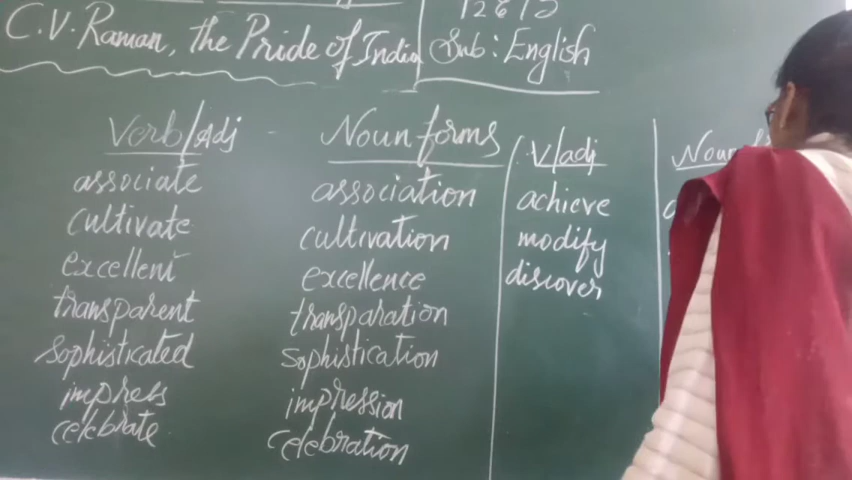 C.V. Raman, the Pride of India
Sub: English
Verb/Adj - Noun forms
associate association
cultivate cultivation
excellent excellence
transparent transparation
sophisticated sophistication
impress impression
celebrate celebration
V/adj Noun
achieve
modify
discover